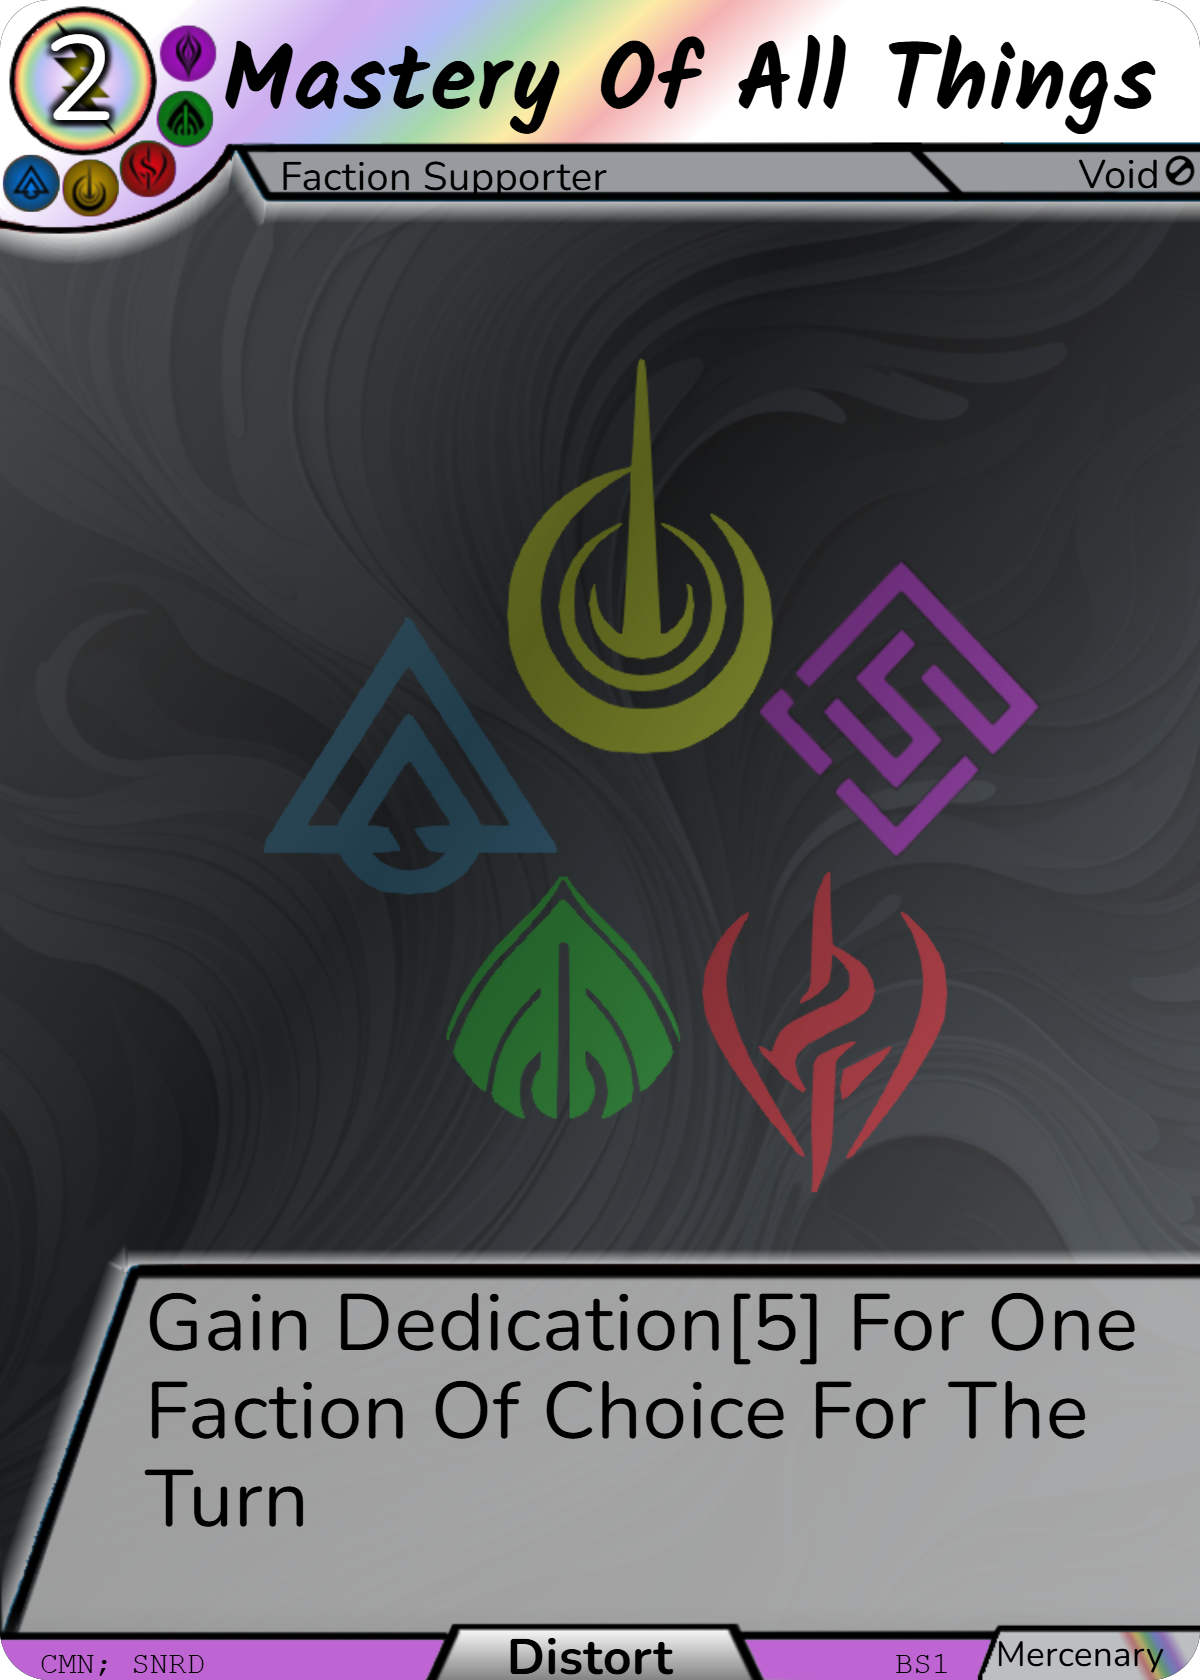 2
Mastery Of All Things
Faction Supporter
Void
Gain Dedication[5] For One
Faction Of Choice For The
Turn
CMN; SNRD
Distort
BS1
Mercenary